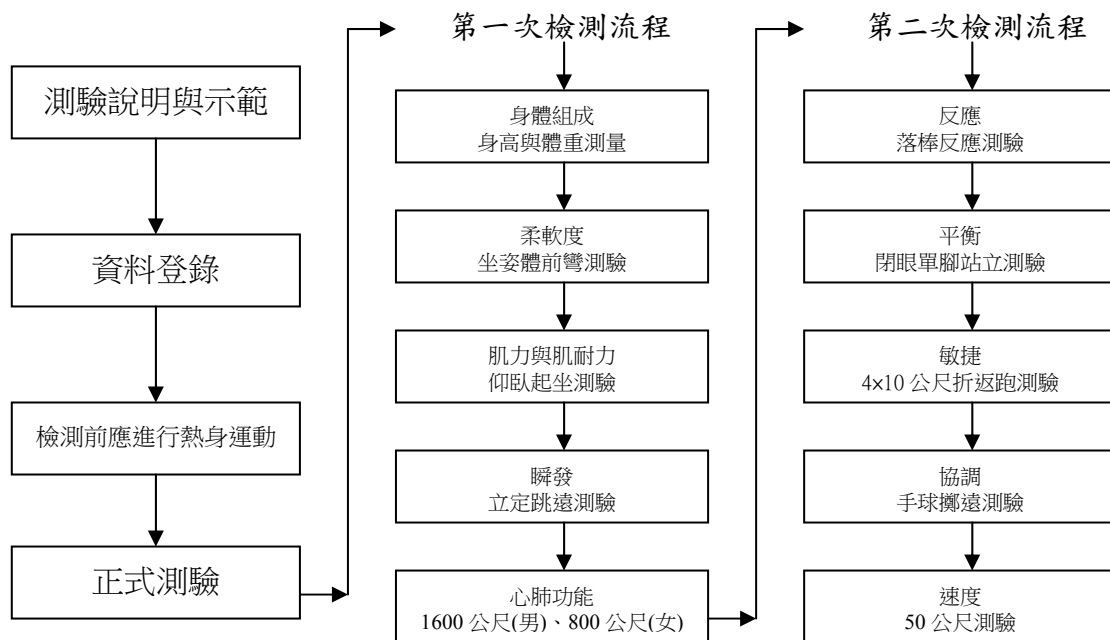 測驗說明與示範
資料登錄
檢測前應進行熱身運動
正式測驗
第一次檢測流程
身體組成
身高與體重測量
柔軟度
坐姿體前彎測驗
肌力與肌耐力
仰臥起坐測驗
瞬發
立定跳遠測驗
心肺功能
1600 公尺(男)、800 公尺(女)
第二次檢測流程
反應
落棒反應測驗
平衡
閉眼單腳站立測驗
敏捷
4×10 公尺折返跑測驗
協調
手球擲遠測驗
速度
50 公尺測驗